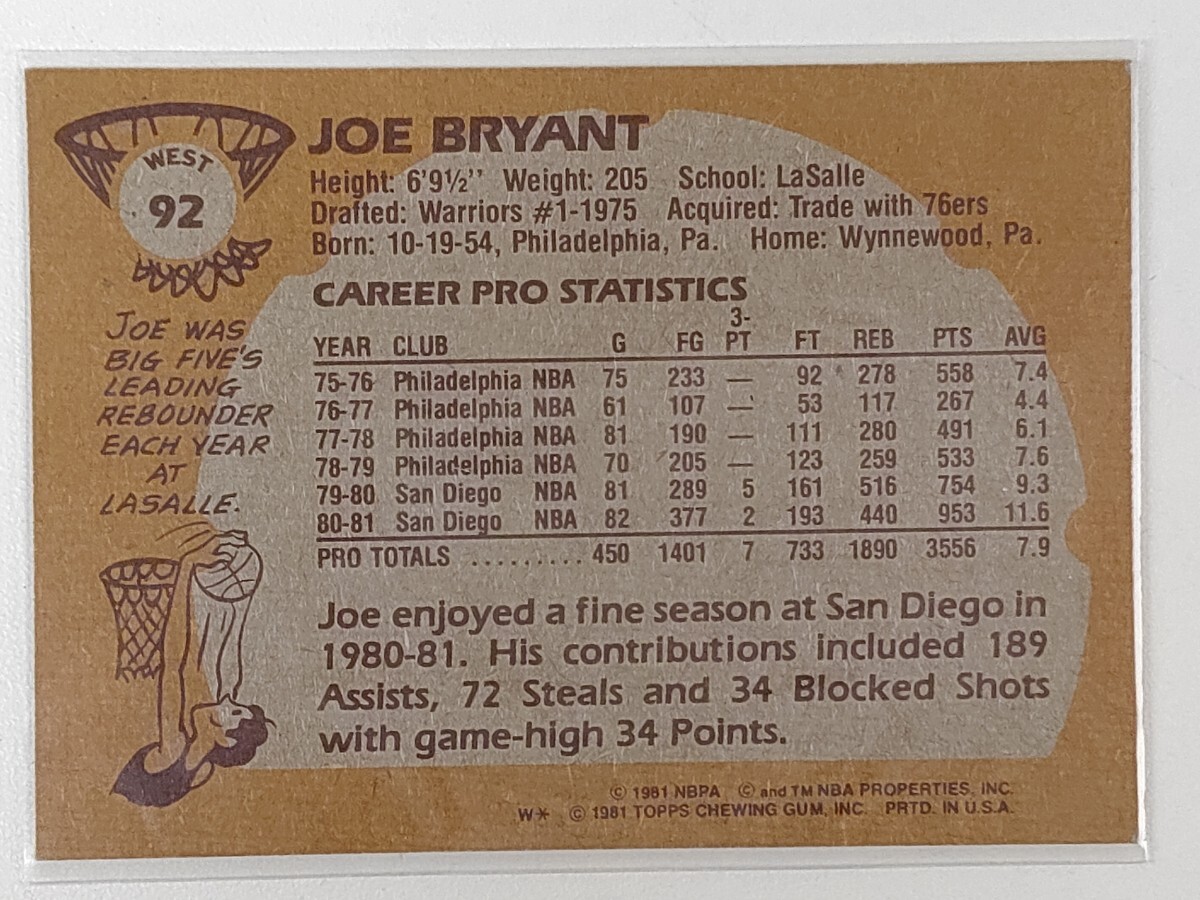 WEST
92
JOE BRYANT
Height: 6'9½" Weight: 205 School: LaSalle
Drafted: Warriors #1-1975 Acquired: Trade with 76ers
Born: 10-19-54, Philadelphia, Pa. Home: Wynnewood, Pa.
CAREER PRO STATISTICS
YEAR CLUB G FG 3-PT FT REB PTS AVG
75-76 Philadelphia NBA 75 233 — 92 278 558 7.4
76-77 Philadelphia NBA 61 107 — 53 117 267 4.4
77-78 Philadelphia NBA 81 190 — 111 280 491 6.1
78-79 Philadelphia NBA 70 205 — 123 259 533 7.6
79-80 San Diego NBA 81 289 5 161 516 754 9.3
80-81 San Diego NBA 82 377 2 193 440 953 11.6
PRO TOTALS .......... 450 1401 7 733 1890 3556 7.9
JOE WAS
BIG FIVE'S
LEADING
REBOUNDER
EACH YEAR
AT
LASALLE.
Joe enjoyed a fine season at San Diego in
1980-81. His contributions included 189
Assists, 72 Steals and 34 Blocked Shots
with game-high 34 Points.
© 1981 NBPA © and TM NBA PROPERTIES, INC.
W* © 1981 TOPPS CHEWING GUM, INC. PRTD. IN U.S.A.